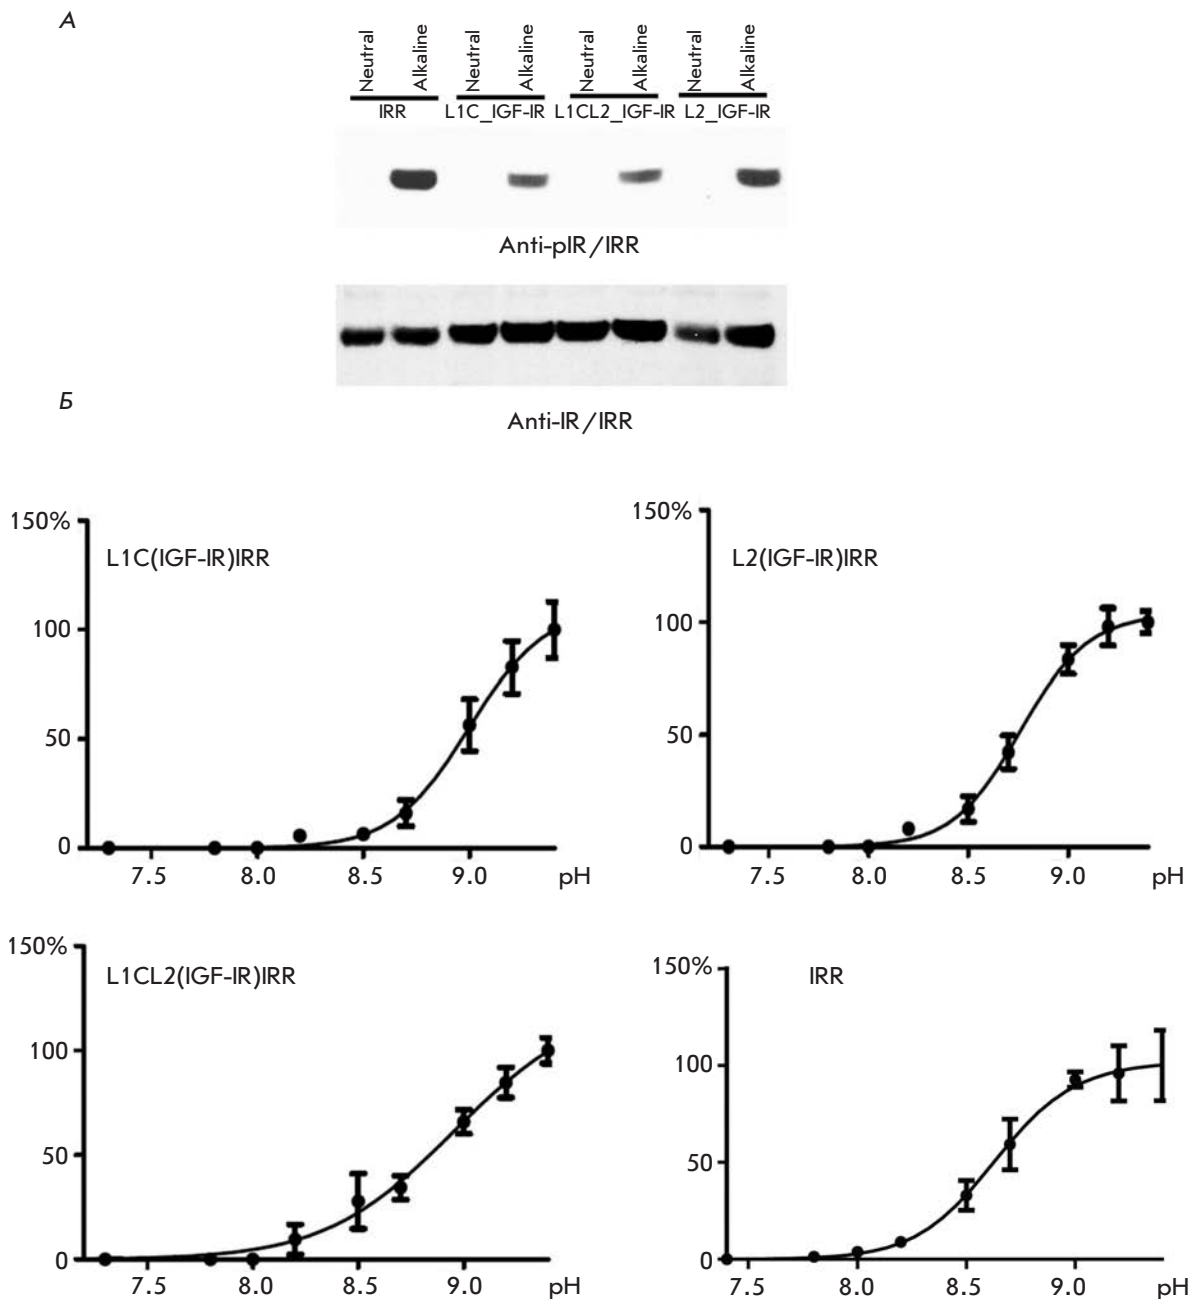 А
Neutral Alkaline Neutral Alkaline Neutral Alkaline Neutral Alkaline
IRR L1C_IGF-IR L1CL2_IGF-IR L2_IGF-IR
Anti-pIR/IRR
Anti-IR/IRR
Б
150%
L1C(IGF-IR)IRR
100
50
0
7.5 8.0 8.5 9.0 pH
150%
L2(IGF-IR)IRR
100
50
0
7.5 8.0 8.5 9.0 pH
150%
L1CL2(IGF-IR)IRR
100
50
0
7.5 8.0 8.5 9.0 pH
150%
IRR
100
50
0
7.5 8.0 8.5 9.0 pH